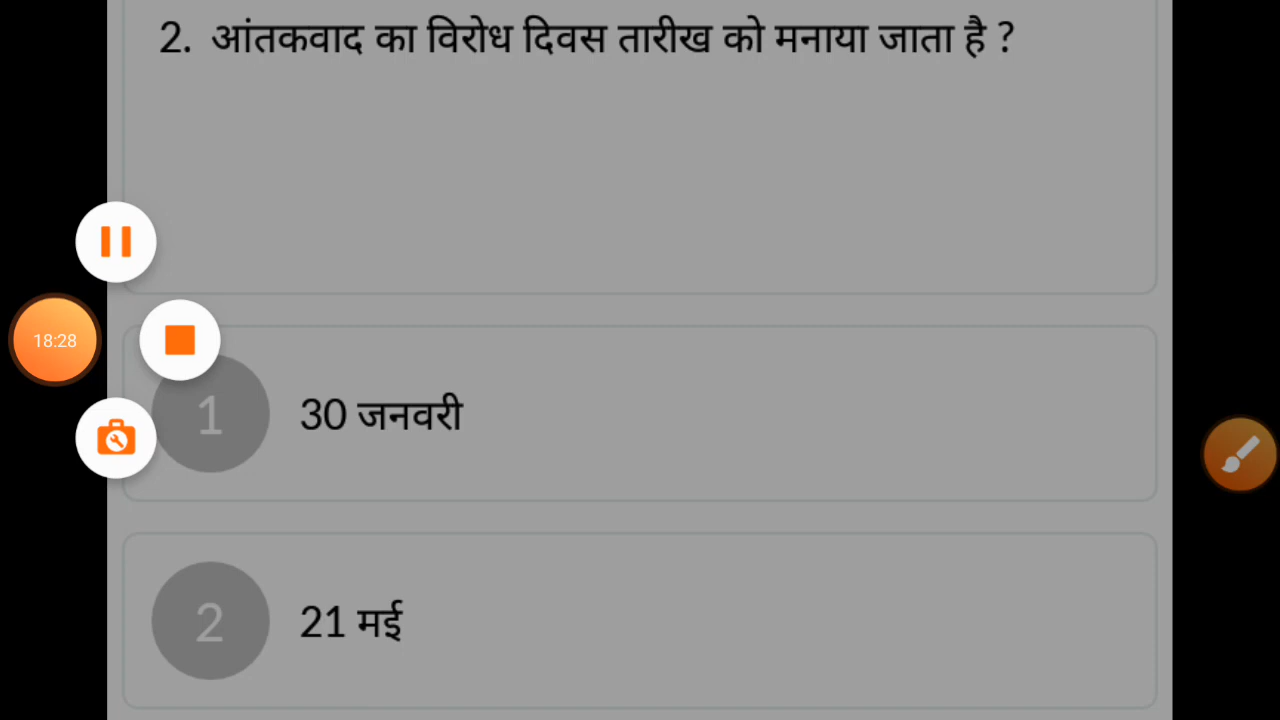 2. आंतकवाद का विरोध दिवस तारीख को मनाया जाता है ?
18:28
1 30 जनवरी
2 21 मई